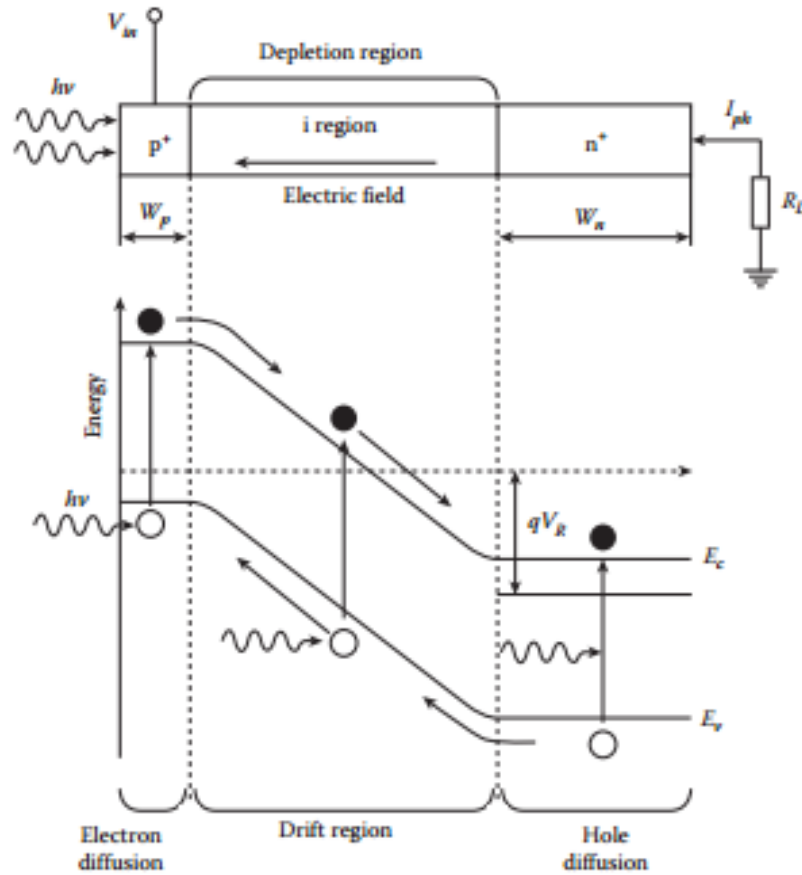 V_in
Depletion region
hν
p+
i region
n+
I_ph
Electric field
R_L
W_p
W_n
Energy
hν
qV_R
E_c
E_v
Electron
diffusion
Drift region
Hole
diffusion